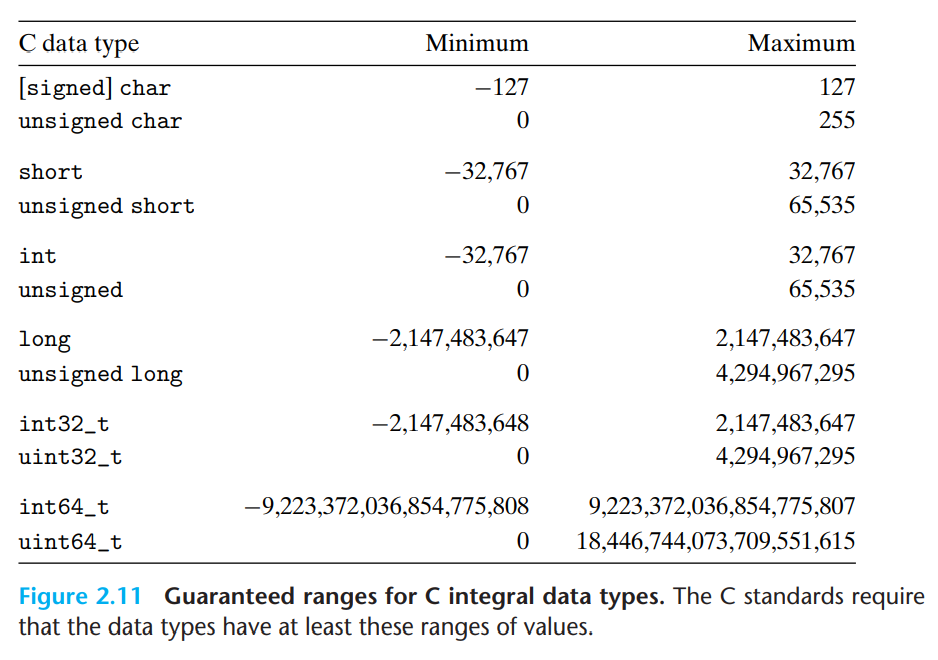 C data type Minimum Maximum
[signed] char −127 127
unsigned char 0 255
short −32,767 32,767
unsigned short 0 65,535
int −32,767 32,767
unsigned 0 65,535
long −2,147,483,647 2,147,483,647
unsigned long 0 4,294,967,295
int32_t −2,147,483,648 2,147,483,647
uint32_t 0 4,294,967,295
int64_t −9,223,372,036,854,775,808 9,223,372,036,854,775,807
uint64_t 0 18,446,744,073,709,551,615
Figure 2.11 Guaranteed ranges for C integral data types. The C standards require
that the data types have at least these ranges of values.